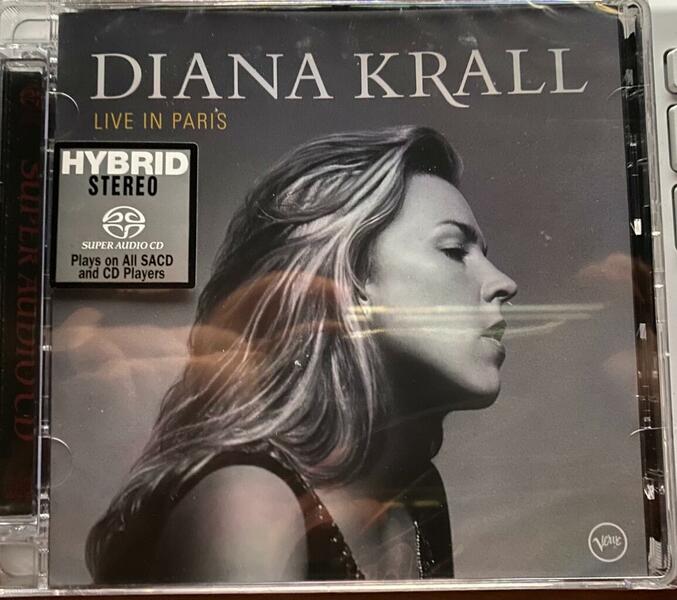 DIANA KRALL
LIVE IN PARIS
HYBRID
STEREO
SUPER AUDIO CD
Plays on All SACD
and CD Players
SUPER AUDIO CD
Verve